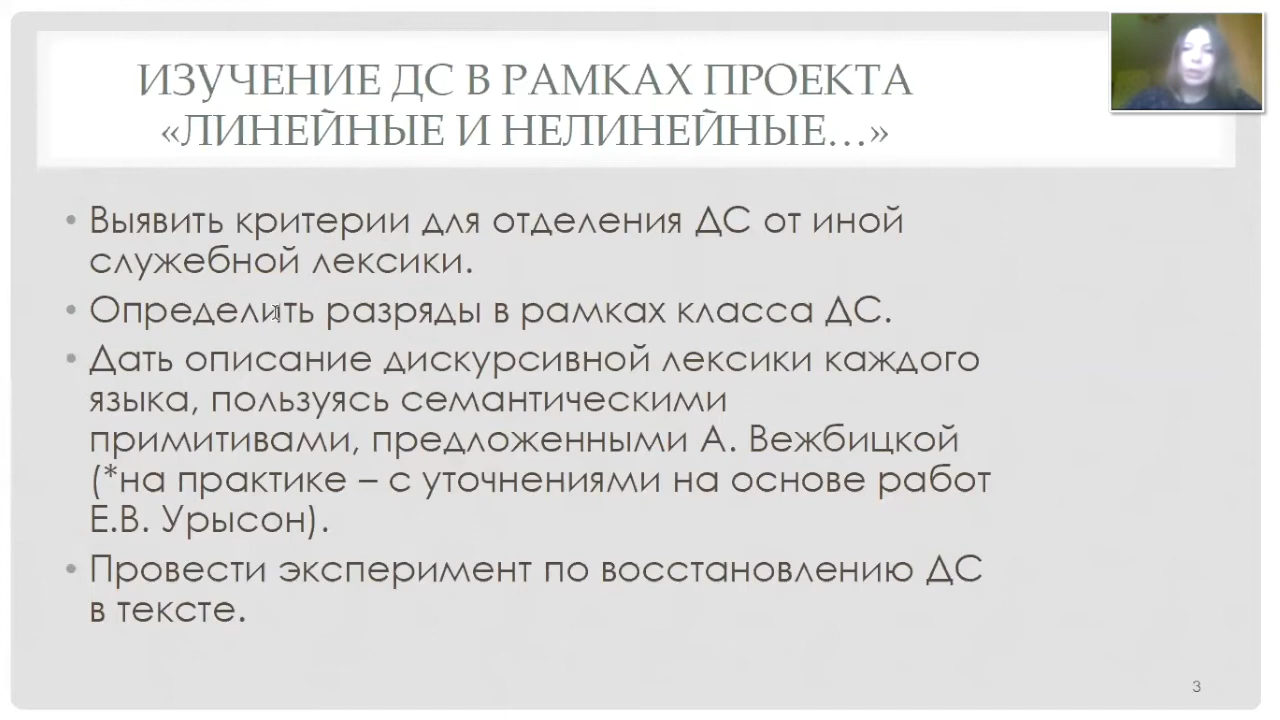 ИЗУЧЕНИЕ ДС В РАМКАХ ПРОЕКТА
«ЛИНЕЙНЫЕ И НЕЛИНЕЙНЫЕ…»
• Выявить критерии для отделения ДС от иной
служебной лексики.
• Определить разряды в рамках класса ДС.
• Дать описание дискурсивной лексики каждого
языка, пользуясь семантическими
примитивами, предложенными А. Вежбицкой
(*на практике – с уточнениями на основе работ
Е.В. Урысон).
• Провести эксперимент по восстановлению ДС
в тексте.
3